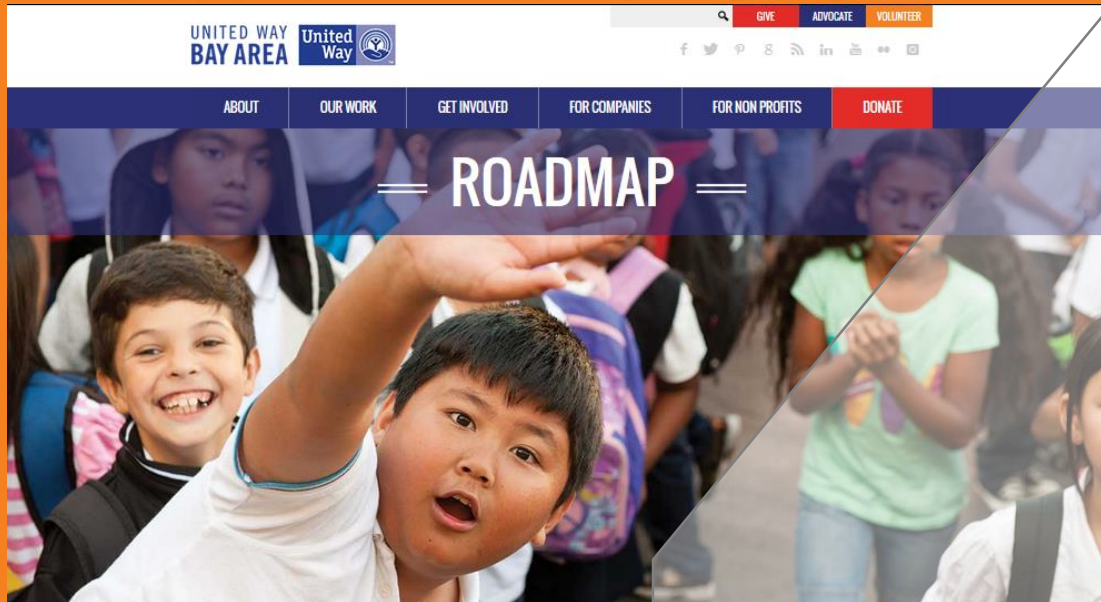 UNITED WAY
BAY AREA
United
Way
GIVE
ADVOCATE
VOLUNTEER
ABOUT
OUR WORK
GET INVOLVED
FOR COMPANIES
FOR NON PROFITS
DONATE
ROADMAP